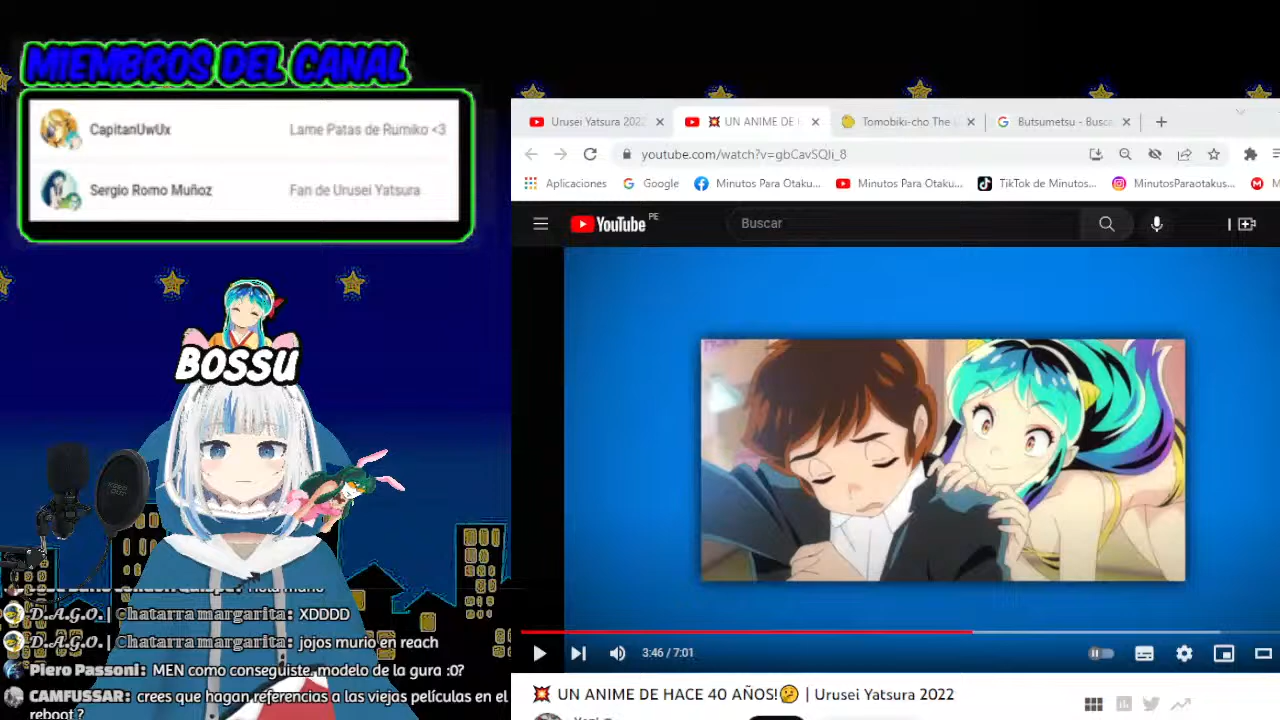 MIEMBROS DEL CANAL
CapitanUwUx Lame Patas de Rumiko <3
Sergio Romo Muñoz Fan de Urusei Yatsura
BOSSU
𝓓.𝓐.𝓖.𝓞. | ℂ𝕙𝕒𝕥𝕒𝕣𝕣𝕒 𝕞𝕒𝕣𝕘𝕒𝕣𝕚𝕥𝕒: XDDDD
𝓓.𝓐.𝓖.𝓞. | ℂ𝕙𝕒𝕥𝕒𝕣𝕣𝕒 𝕞𝕒𝕣𝕘𝕒𝕣𝕚𝕥𝕒: jojos murio en reach
Piero Passoni: MEN como conseguiste, modelo de la gura :0?
CAMFUSSAR: crees que hagan referencias a las viejas películas en el
reboot ?
Urusei Yatsura 2022
💥 UN ANIME DE
Tomobiki-cho The
Butsumetsu - Busca
youtube.com/watch?v=gbCavSQIi_8
Aplicaciones
Google
Minutos Para Otaku...
Minutos Para Otaku...
TikTok de Minutos...
MinutosParaotakus...
YouTube PE
Buscar
3:46 / 7:01
💥 UN ANIME DE HACE 40 AÑOS!🤔 | Urusei Yatsura 2022